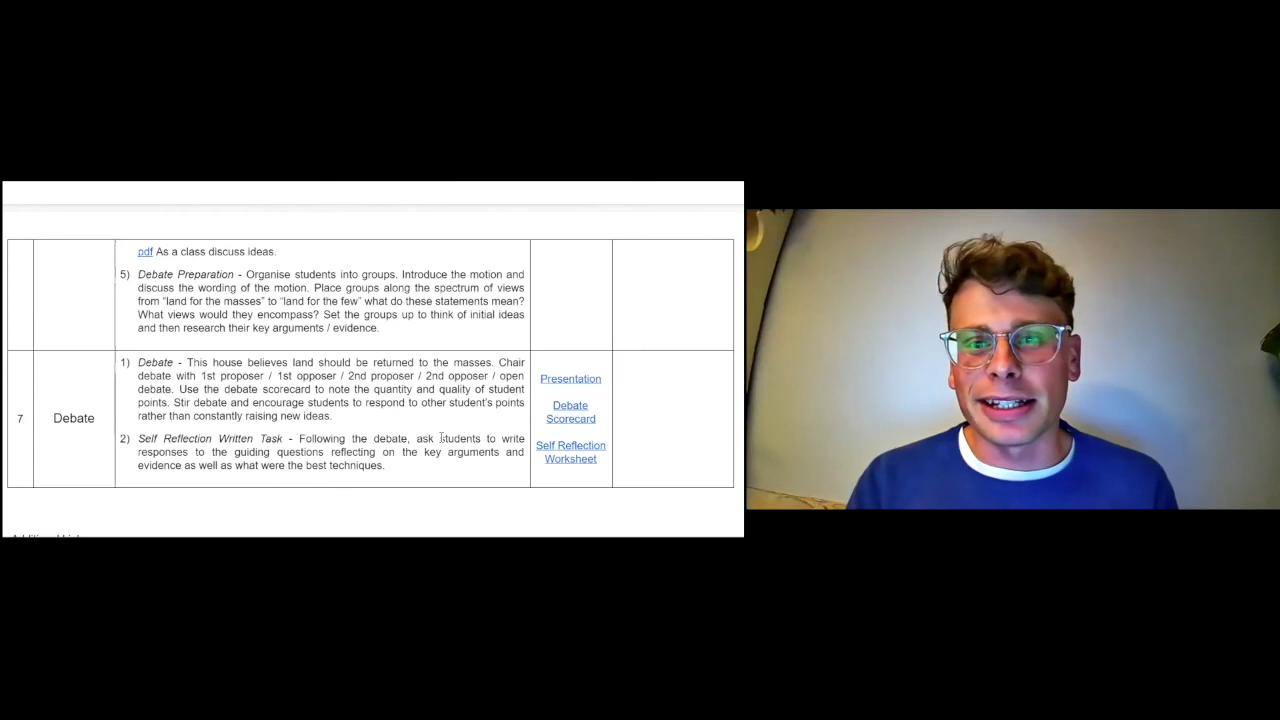 pdf As a class discuss ideas.
5) Debate Preparation - Organise students into groups. Introduce the motion and
discuss the wording of the motion. Place groups along the spectrum of views
from “land for the masses” to “land for the few” what do these statements mean?
What views would they encompass? Set the groups up to think of initial ideas
and then research their key arguments / evidence.
7
Debate
1) Debate - This house believes land should be returned to the masses. Chair
debate with 1st proposer / 1st opposer / 2nd proposer / 2nd opposer / open
debate. Use the debate scorecard to note the quantity and quality of student
points. Stir debate and encourage students to respond to other student's points
rather than constantly raising new ideas.
2) Self Reflection Written Task - Following the debate, ask students to write
responses to the guiding questions reflecting on the key arguments and
evidence as well as what were the best techniques.
Presentation
Debate
Scorecard
Self Reflection
Worksheet